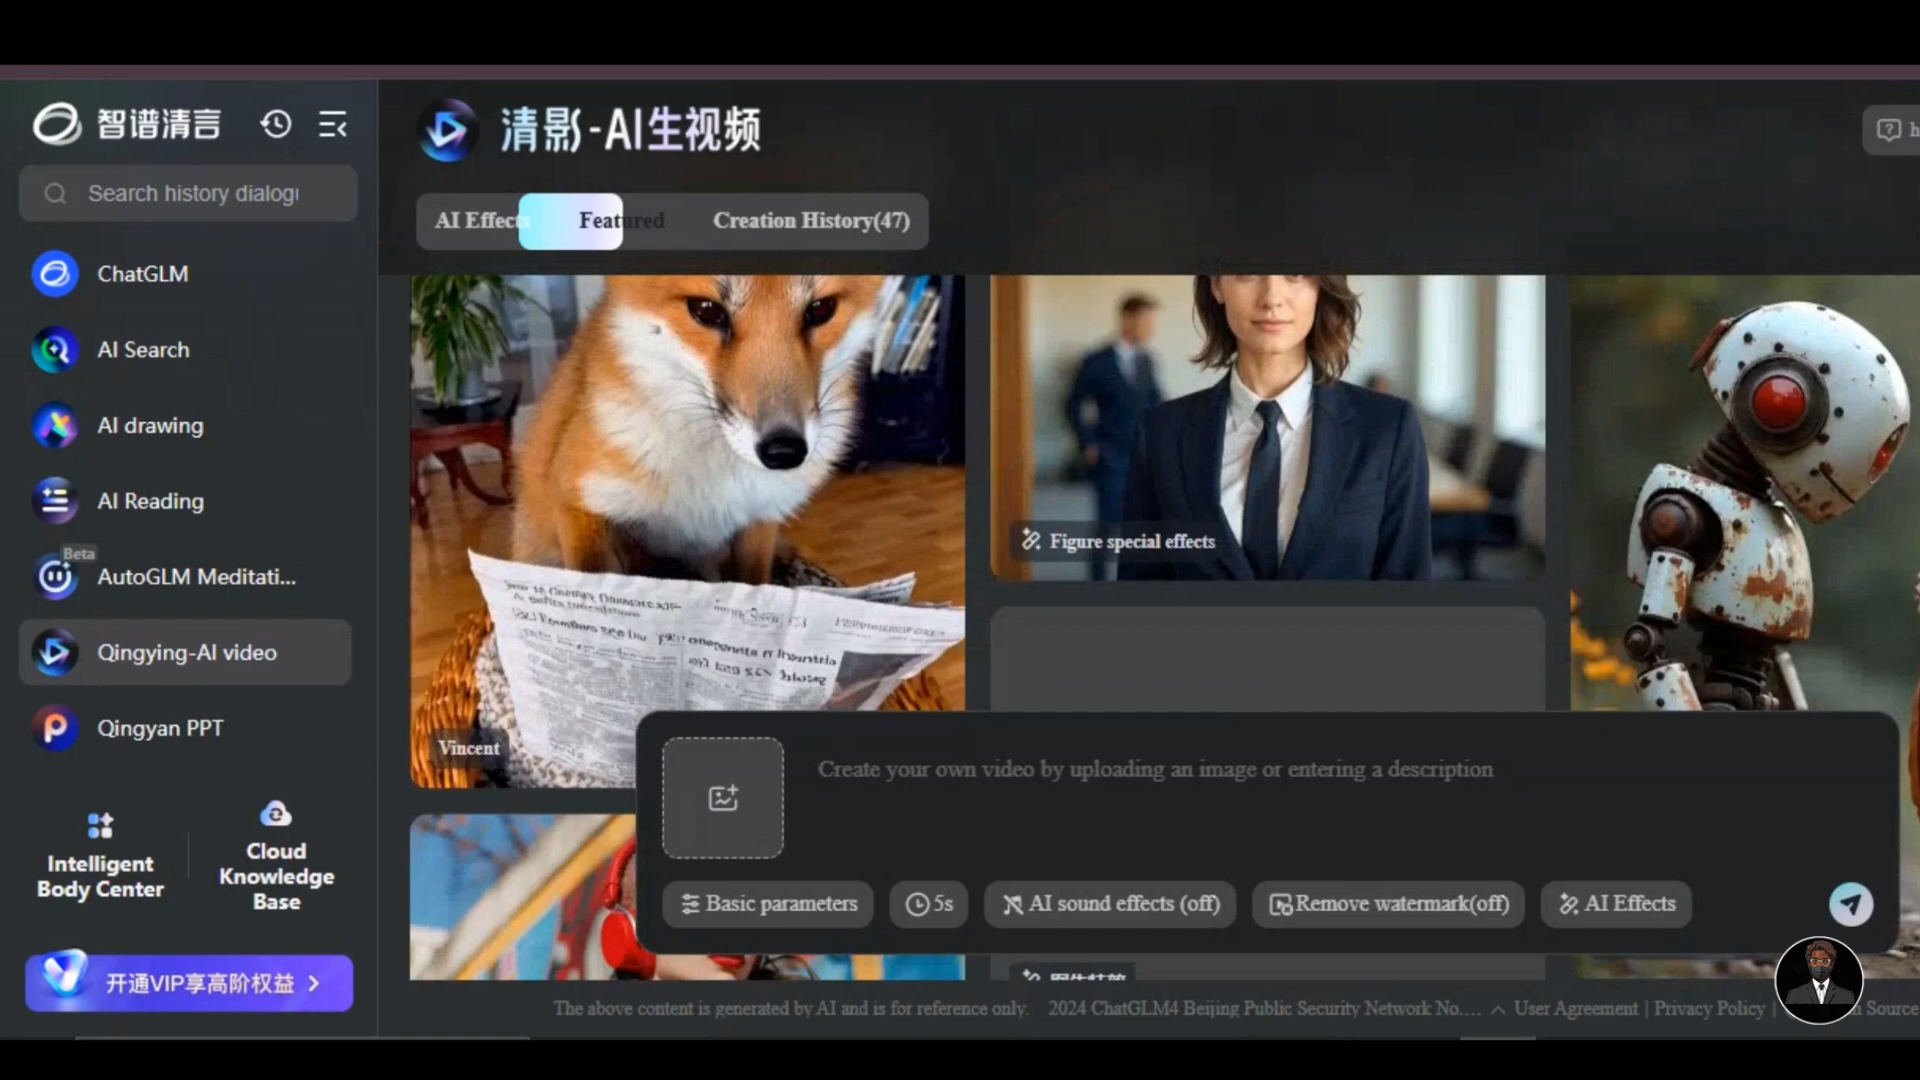 智谱清言
Search history dialogu
ChatGLM
AI Search
AI drawing
AI Reading
Beta
AutoGLM Meditati...
Qingying-AI video
Qingyan PPT
Intelligent
Body Center
Cloud
Knowledge
Base
开通VIP享高阶权益
清影-AI生视频
AI Effects
Featured
Creation History(47)
Figure special effects
Vincent
Create your own video by uploading an image or entering a description
Basic parameters
5s
AI sound effects (off)
Remove watermark(off)
AI Effects
The above content is generated by AI and is for reference only.
2024 ChatGLM4 Beijing Public Security Network No....
User Agreement | Privacy Policy |
Source